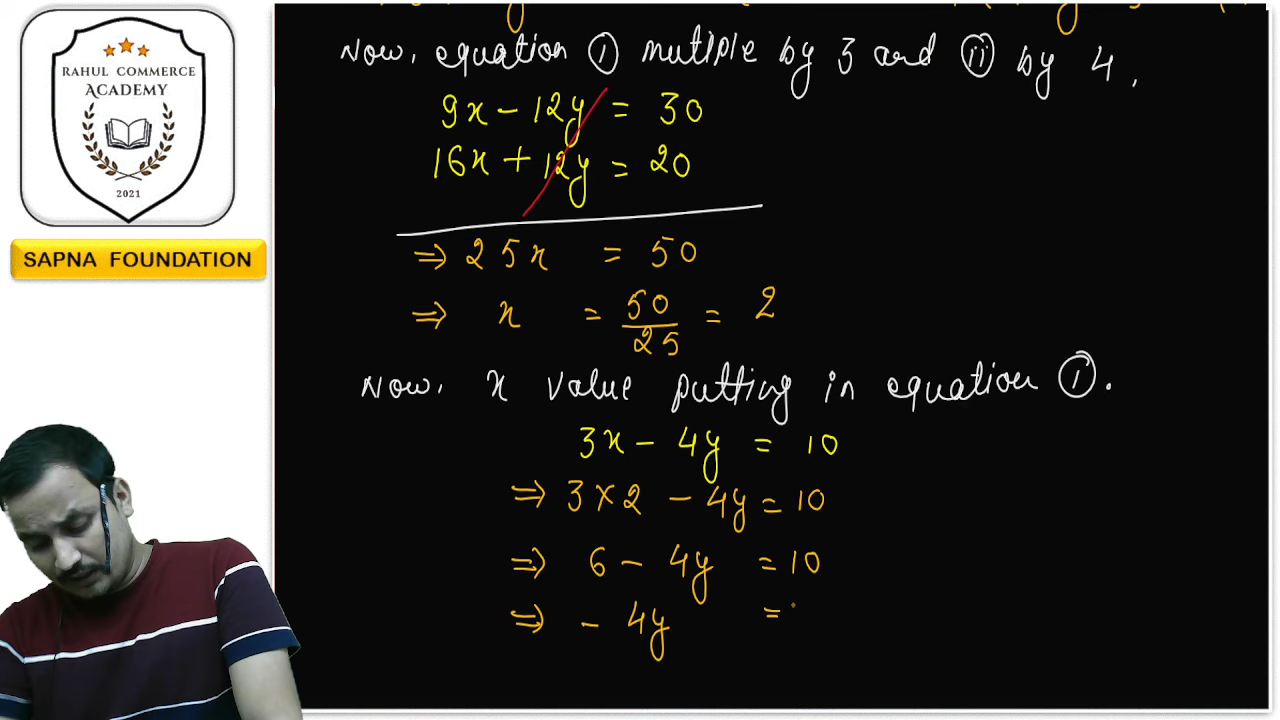 RAHUL COMMERCE
ACADEMY
2021
SAPNA FOUNDATION
Now, equation ① mutiple by 3 and ⑪ by 4.
9x - 12y = 30
16x + 12y = 20
⇒ 25x = 50
⇒ x = 50/25 = 2
Now, x value putting in equation ①.
3x - 4y = 10
⇒ 3 × 2 - 4y = 10
⇒ 6 - 4y = 10
⇒ - 4y =